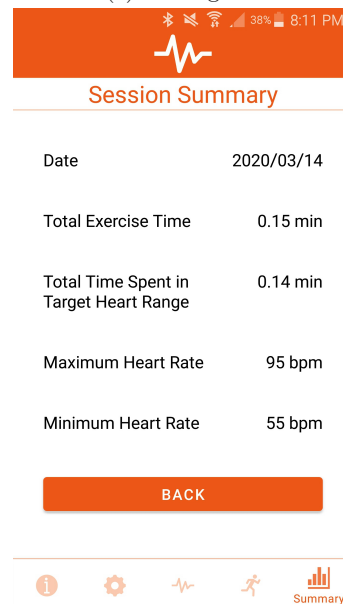 38% 8:11 PM
Session Summary
Date 2020/03/14
Total Exercise Time 0.15 min
Total Time Spent in 0.14 min
Target Heart Range
Maximum Heart Rate 95 bpm
Minimum Heart Rate 55 bpm
BACK
Summary